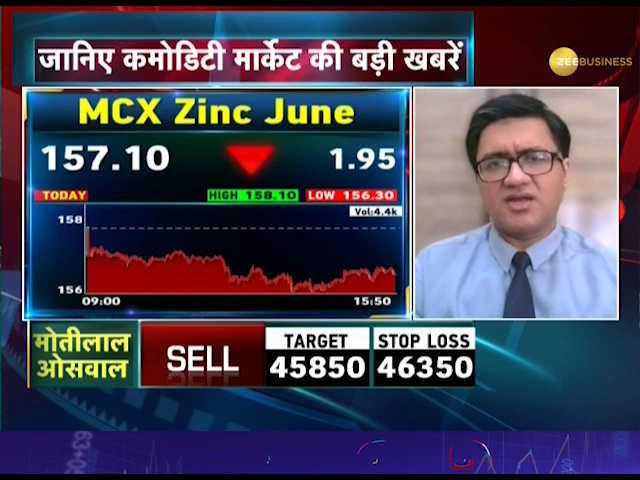 जानिए कमोडिटी मार्केट की बड़ी खबरें
ZEEBUSINESS
MCX Zinc June
157.10 1.95
TODAY HIGH 158.10 LOW 156.30
Vol:4.4k
158
156
09:00 15:50
मोतीलाल
ओसवाल
SELL
TARGET
45850
STOP LOSS
46350